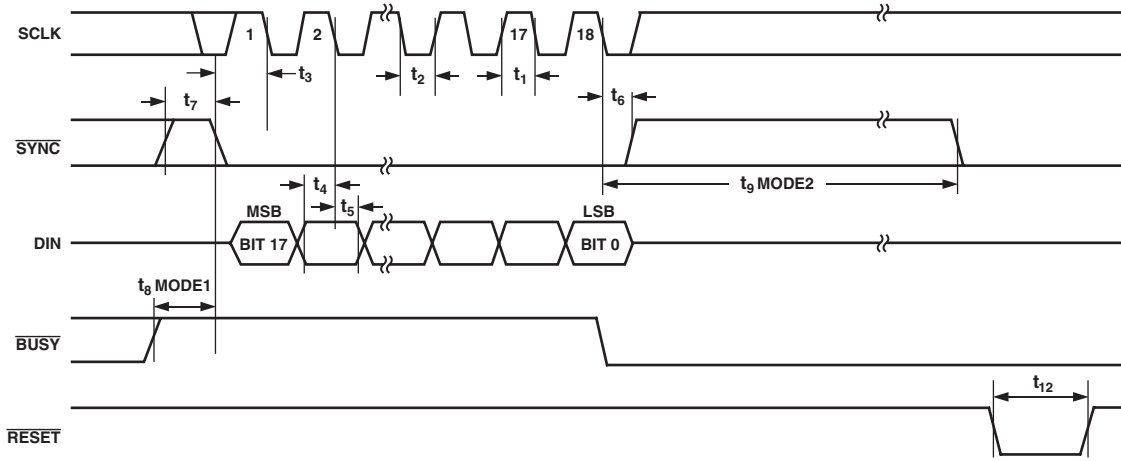 SCLK
1
2
17
18
t3
t2
t1
t7
t6
SYNC
t9 MODE2
t4
t5
MSB
LSB
DIN
BIT 17
BIT 0
t8 MODE1
BUSY
t12
RESET